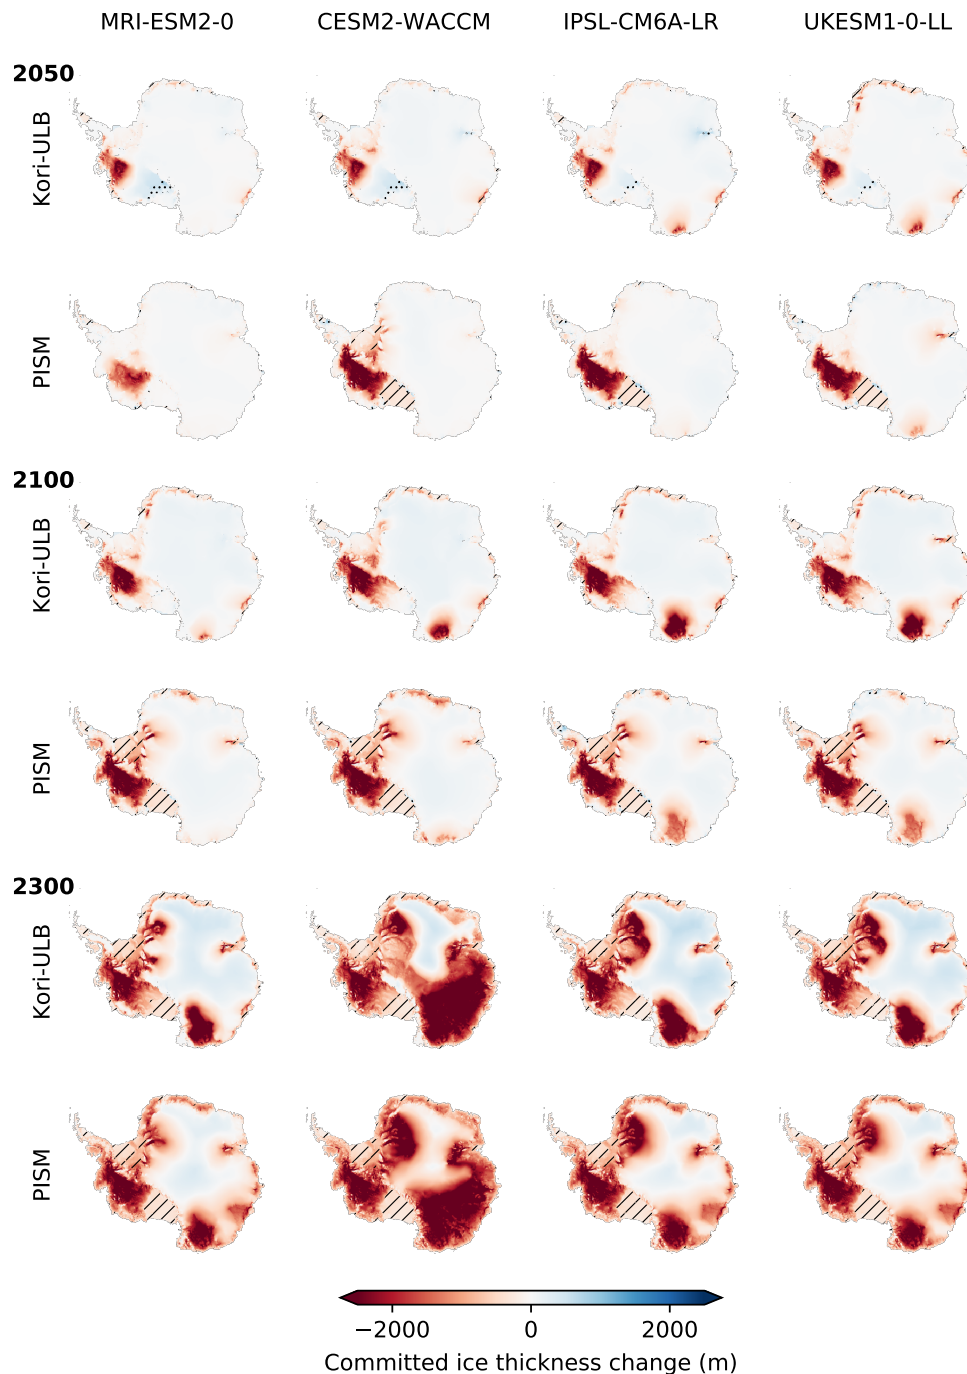 MRI-ESM2-0 CESM2-WACCM IPSL-CM6A-LR UKESM1-0-LL
2050
Kori-ULB
PISM
2100
Kori-ULB
PISM
2300
Kori-ULB
PISM
−2000 0 2000
Committed ice thickness change (m)